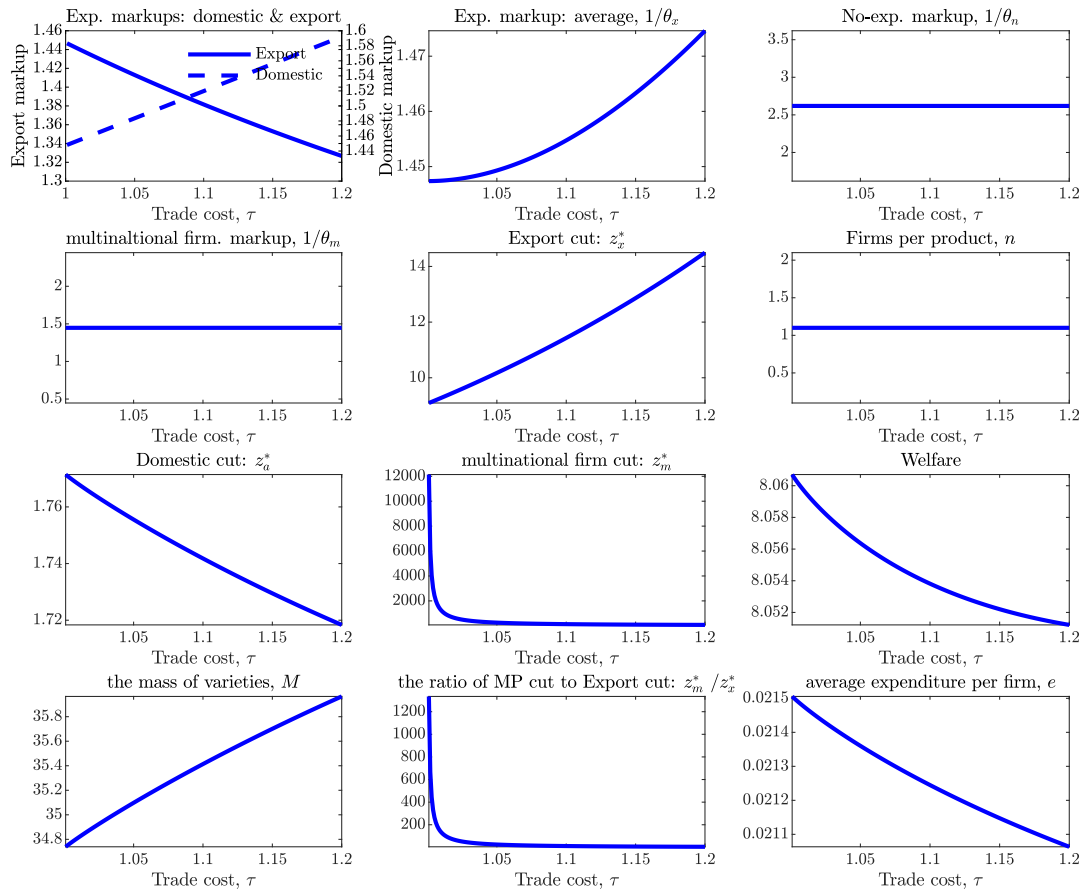 Exp. markups: domestic & export
Export markup
1.46
1.44
1.42
1.4
1.38
1.36
1.34
1.32
1.3
Export
Domestic
1.6
1.58
1.56
1.54
1.52
1.5
1.48
1.46
1.44
Domestic markup
1 1.05 1.1 1.15 1.2
Trade cost, τ
Exp. markup: average, 1/θx
1.47
1.46
1.45
1.05 1.1 1.15 1.2
Trade cost, τ
No-exp. markup, 1/θn
3.5
3
2.5
2
1.05 1.1 1.15 1.2
Trade cost, τ
multinaltional firm. markup, 1/θm
2
1.5
1
0.5
1.05 1.1 1.15 1.2
Trade cost, τ
Export cut: z*x
14
12
10
1.05 1.1 1.15 1.2
Trade cost, τ
Firms per product, n
2
1.5
1
0.5
1.05 1.1 1.15 1.2
Trade cost, τ
Domestic cut: z*a
1.76
1.74
1.72
1.05 1.1 1.15 1.2
Trade cost, τ
multinational firm cut: z*m
12000
10000
8000
6000
4000
2000
1.05 1.1 1.15 1.2
Trade cost, τ
Welfare
8.06
8.058
8.056
8.054
8.052
1.05 1.1 1.15 1.2
Trade cost, τ
the mass of varieties, M
35.8
35.6
35.4
35.2
35
34.8
1.05 1.1 1.15 1.2
Trade cost, τ
the ratio of MP cut to Export cut: z*m /z*x
1200
1000
800
600
400
200
1.05 1.1 1.15 1.2
Trade cost, τ
average expenditure per firm, e
0.0215
0.0214
0.0213
0.0212
0.0211
1.05 1.1 1.15 1.2
Trade cost, τ